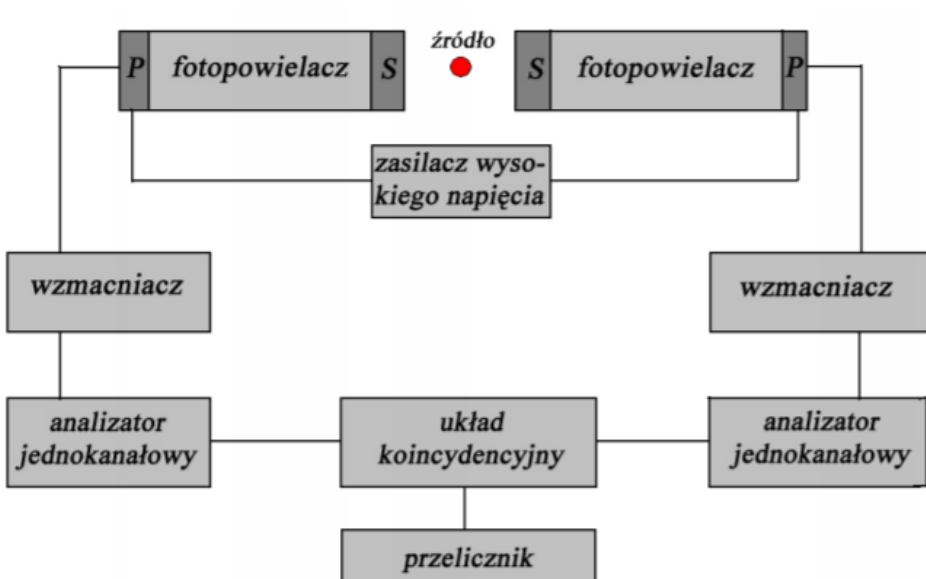 źródło
P fotopowielacz S
S fotopowielacz P
zasilacz wyso-
kiego napięcia
wzmacniacz
wzmacniacz
analizator
jednokanałowy
układ
koincydencyjny
analizator
jednokanałowy
przelicznik